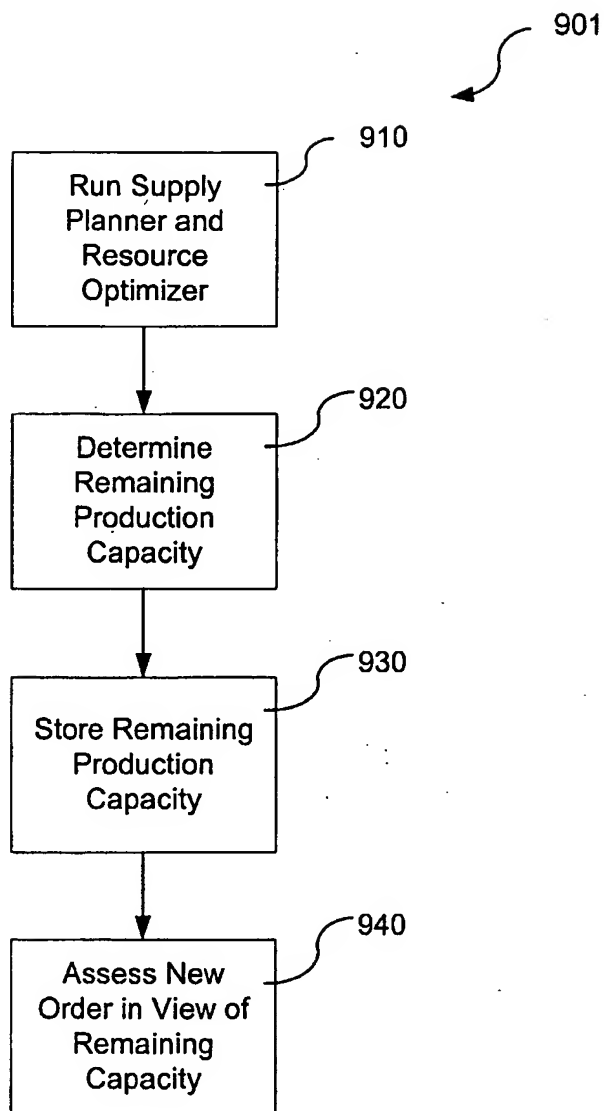 901
910
Run Supply
Planner and
Resource
Optimizer
920
Determine
Remaining
Production
Capacity
930
Store Remaining
Production
Capacity
940
Assess New
Order in View of
Remaining
Capacity